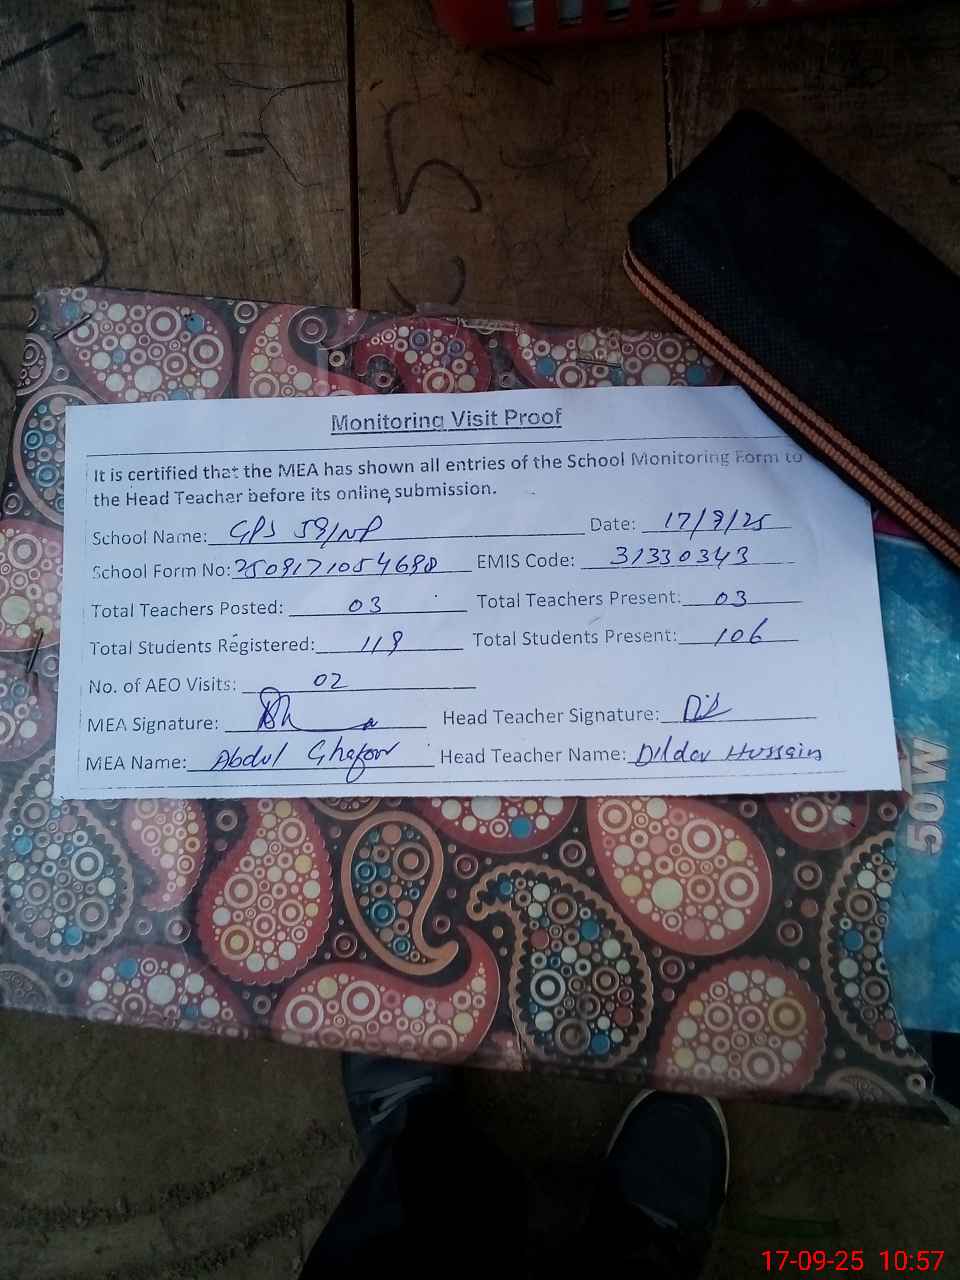 Monitoring Visit Proof
It is certified that the MEA has shown all entries of the School Monitoring Form to
the Head Teacher before its online submission.
School Name: GPS 59/NP Date: 17/9/25
School Form No: 2509171054698 EMIS Code: 31330343
Total Teachers Posted: 03 Total Teachers Present: 03
Total Students Registered: 119 Total Students Present: 106
No. of AEO Visits: 02
MEA Signature: Head Teacher Signature: Dil
MEA Name: Abdul Ghafoor Head Teacher Name: Dildar Hussain
50W
17-09-25 10:57